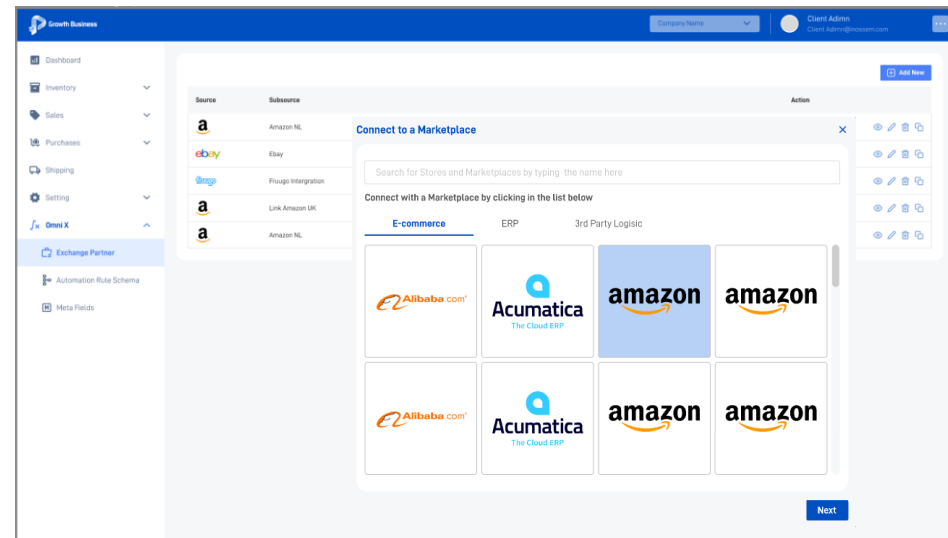 Growth Business
Company Name
Client Adimn
Client Adimn@inossem.com
Dashboard
Inventory
Sales
Purchases
Shipping
Setting
Omni X
Exchange Partner
Automation Rule Schema
Meta Fields
Add New
Source Subsource Action
a Amazon NL
ebay Ebay
fruugo Fruugo Intergration
a Link Amazon UK
a Amazon NL
Connect to a Marketplace
Search for Stores and Marketplaces by typing the name here
Connect with a Marketplace by clicking in the list below
E-commerce ERP 3rd Party Logisic
Alibaba.com Acumatica amazon amazon
The Cloud ERP
Alibaba.com Acumatica amazon amazon
The Cloud ERP
Next